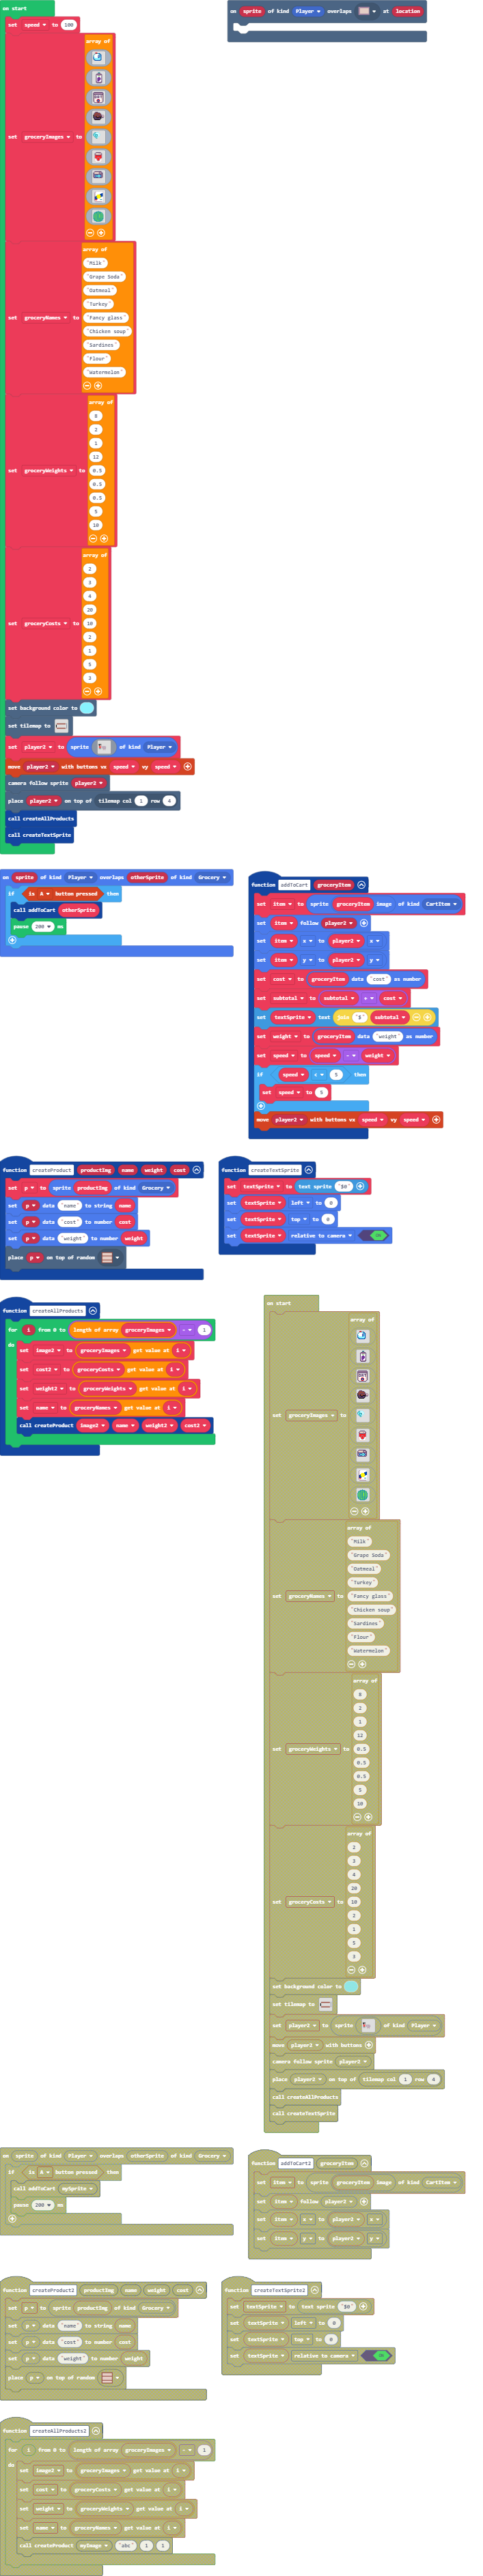 on start
set speed to 100
set groceryImages to array of
set groceryNames to array of
"Milk"
"Grape Soda"
"Oatmeal"
"Turkey"
"Fancy glass"
"Chicken soup"
"Sardines"
"Flour"
"Watermelon"
set groceryWeights to array of
8
2
1
12
0.5
0.5
0.5
5
10
set groceryCosts to array of
2
3
4
20
10
2
1
5
3
set background color to
set tilemap to
set player2 to sprite of kind Player
move player2 with buttons vx speed vy speed
camera follow sprite player2
place player2 on top of tilemap col 1 row 4
call createAllProducts
call createTextSprite
on sprite of kind Player overlaps at location
on sprite of kind Player overlaps otherSprite of kind Grocery
if is A button pressed then
call addToCart otherSprite
pause 200 ms
function addToCart groceryItem
set item to sprite groceryItem image of kind CartItem
set item follow player2
set item x to player2 x
set item y to player2 y
set cost to groceryItem data "cost" as number
set subtotal to subtotal + cost
set textSprite text join "$" subtotal
set weight to groceryItem data "weight" as number
set speed to speed - weight
if speed < 5 then
set speed to 5
move player2 with buttons vx speed vy speed
function createProduct productImg name weight cost
set p to sprite productImg of kind Grocery
set p data "name" to string name
set p data "cost" to number cost
set p data "weight" to number weight
place p on top of random
function createTextSprite
set textSprite to text sprite "$0"
set textSprite left to 0
set textSprite top to 0
set textSprite relative to camera ON
function createAllProducts
for i from 0 to length of array groceryImages - 1
do
set image2 to groceryImages get value at i
set cost2 to groceryCosts get value at i
set weight2 to groceryWeights get value at i
set name to groceryNames get value at i
call createProduct image2 name weight2 cost2
on start
set groceryImages to array of
set groceryNames to array of
"Milk"
"Grape Soda"
"Oatmeal"
"Turkey"
"Fancy glass"
"Chicken soup"
"Sardines"
"Flour"
"Watermelon"
set groceryWeights to array of
8
2
1
12
0.5
0.5
0.5
5
10
set groceryCosts to array of
2
3
4
20
10
2
1
5
3
set background color to
set tilemap to
set player2 to sprite of kind Player
move player2 with buttons
camera follow sprite player2
place player2 on top of tilemap col 1 row 4
call createAllProducts
call createTextSprite
on sprite of kind Player overlaps otherSprite of kind Grocery
if is A button pressed then
call addToCart mySprite
pause 200 ms
function addToCart2 groceryItem
set item to sprite groceryItem image of kind CartItem
set item follow player2
set item x to player2 x
set item y to player2 y
function createProduct2 productImg name weight cost
set p to sprite productImg of kind Grocery
set p data "name" to string name
set p data "cost" to number cost
set p data "weight" to number weight
place p on top of random
function createTextSprite2
set textSprite to text sprite "$0"
set textSprite left to 0
set textSprite top to 0
set textSprite relative to camera ON
function createAllProducts2
for i from 0 to length of array groceryImages - 1
do
set image2 to groceryImages get value at i
set cost to groceryCosts get value at i
set weight to groceryWeights get value at i
set name to groceryNames get value at i
call createProduct myImage "abc" 1 1